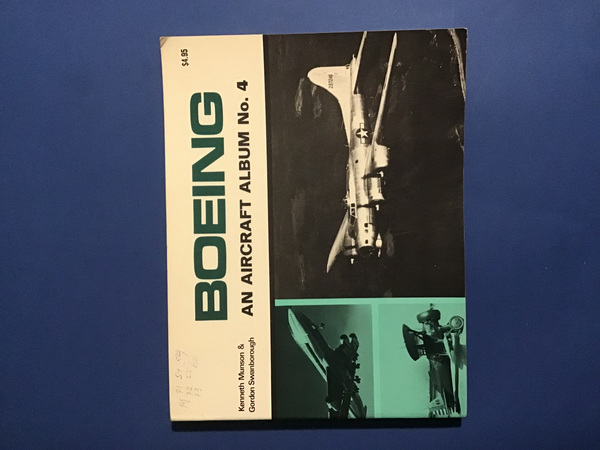 $4.95
BOEING
AN AIRCRAFT ALBUM No. 4
Kenneth Munson &
Gordon Swanborough